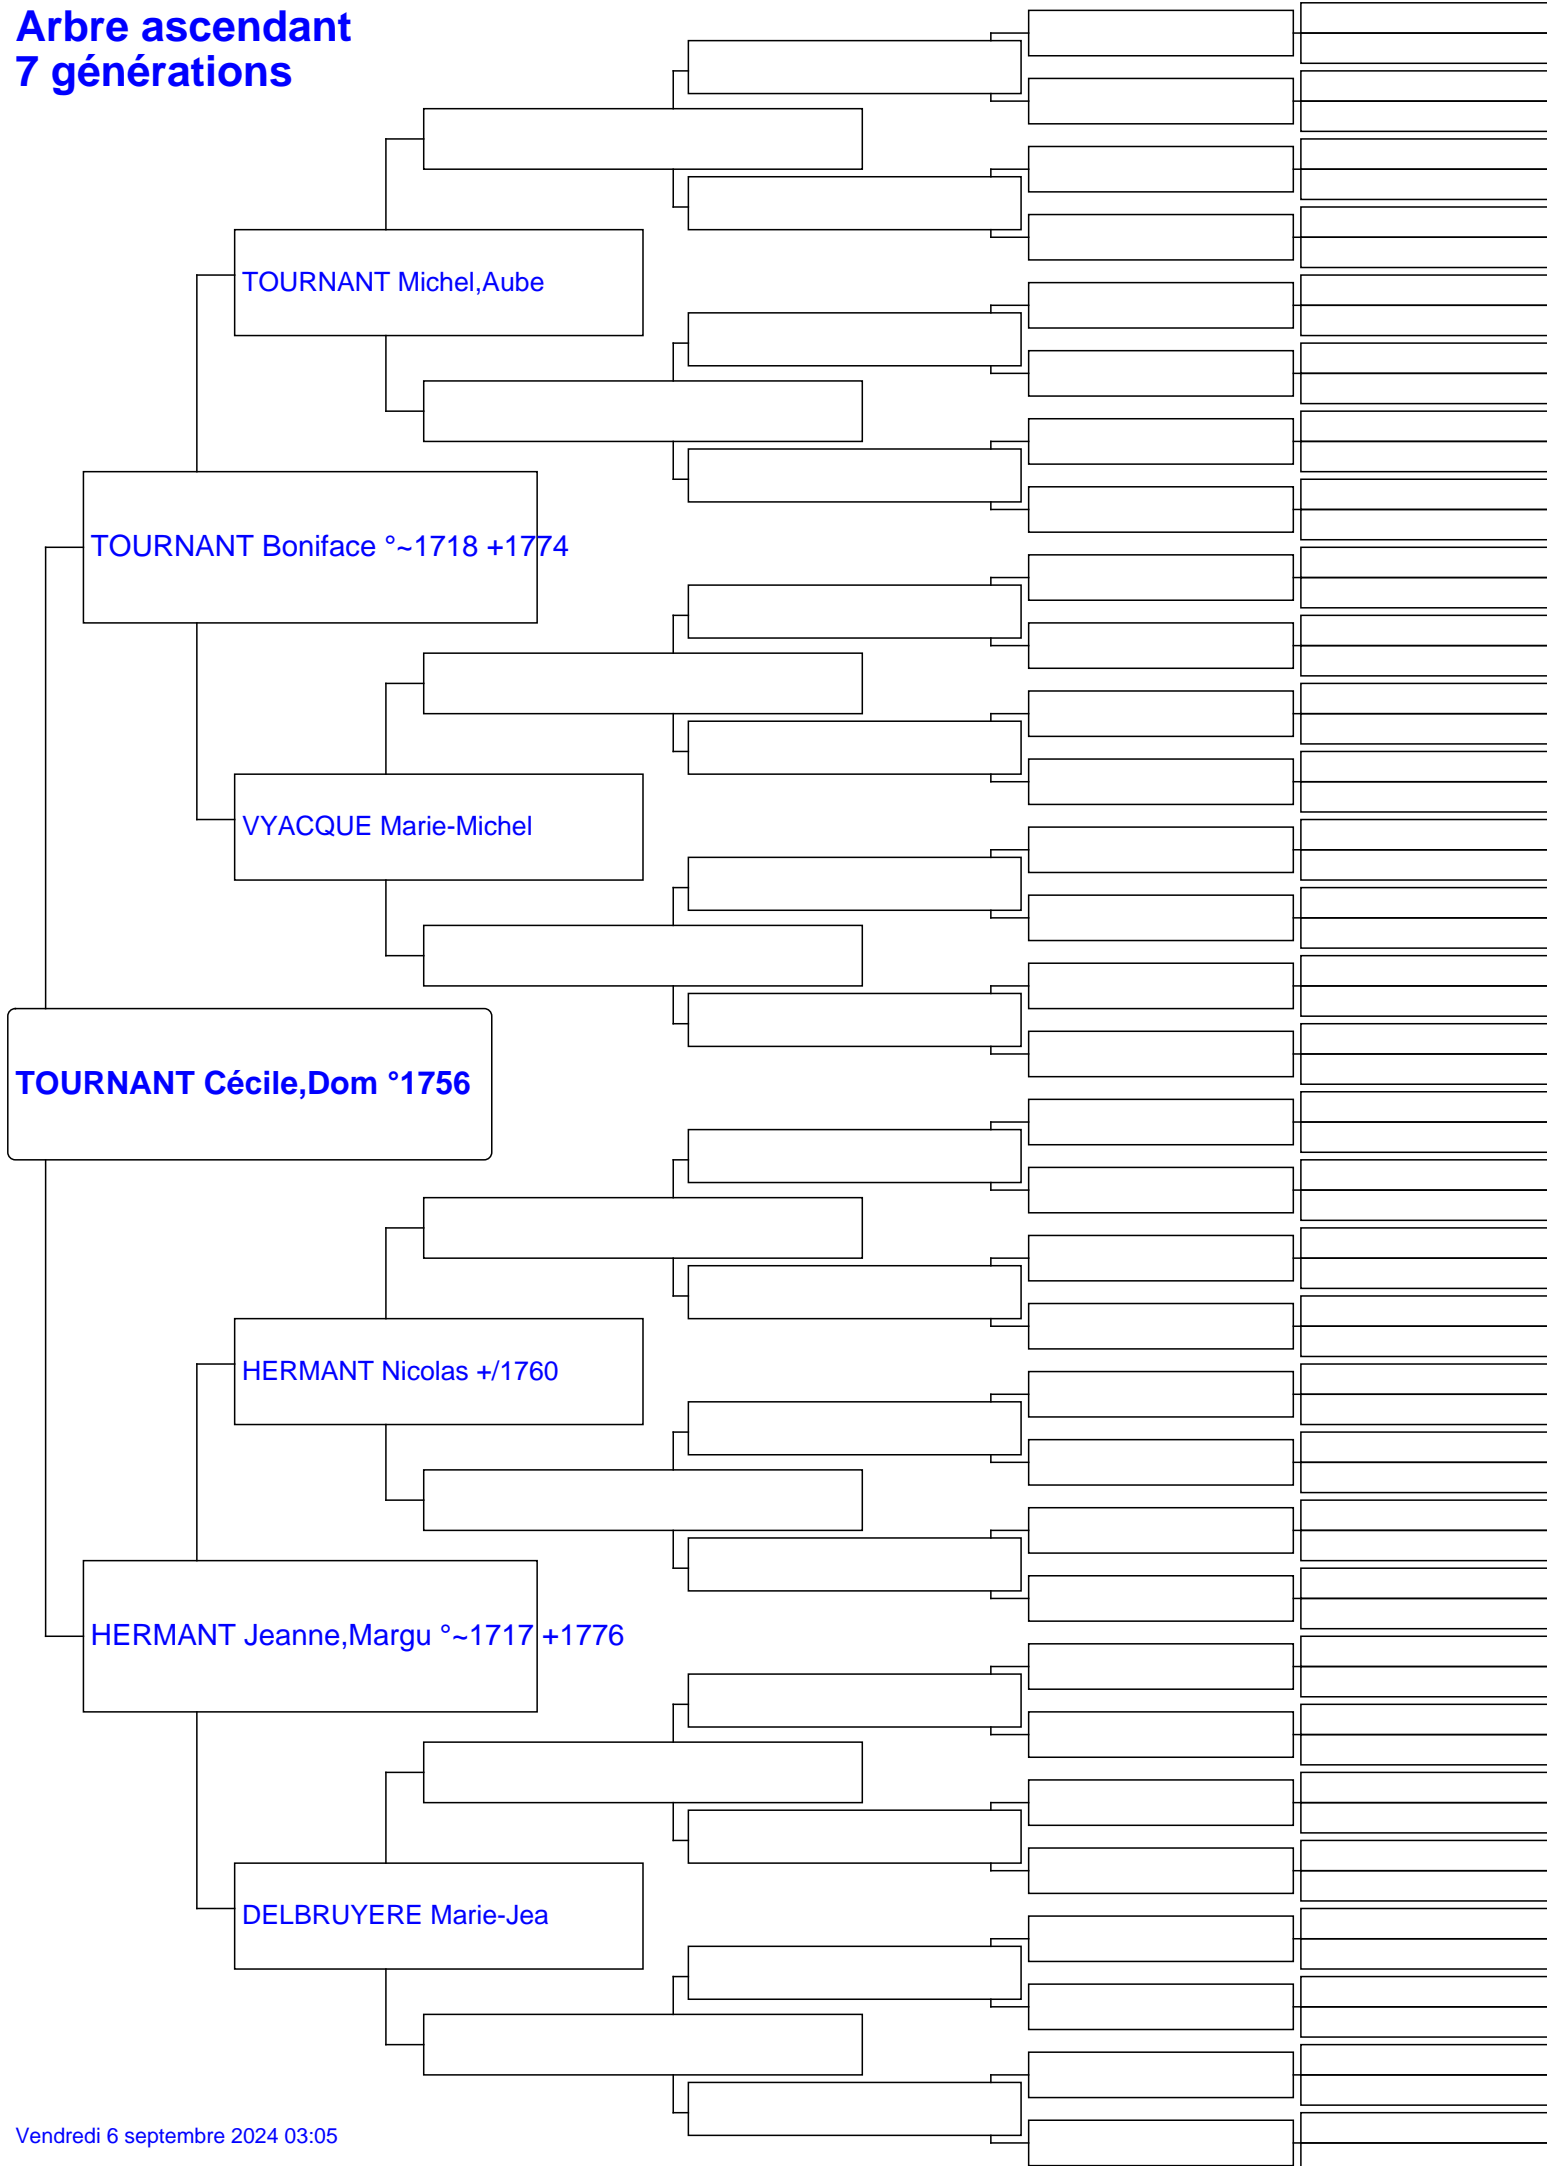 Arbre ascendant
7 générations
TOURNANT Michel,Aube
TOURNANT Boniface °~1718 +1774
VYACQUE Marie-Michel
TOURNANT Cécile,Dom °1756
HERMANT Nicolas +/1760
HERMANT Jeanne,Margu °~1717 +1776
DELBRUYERE Marie-Jea
Vendredi 6 septembre 2024 03:05